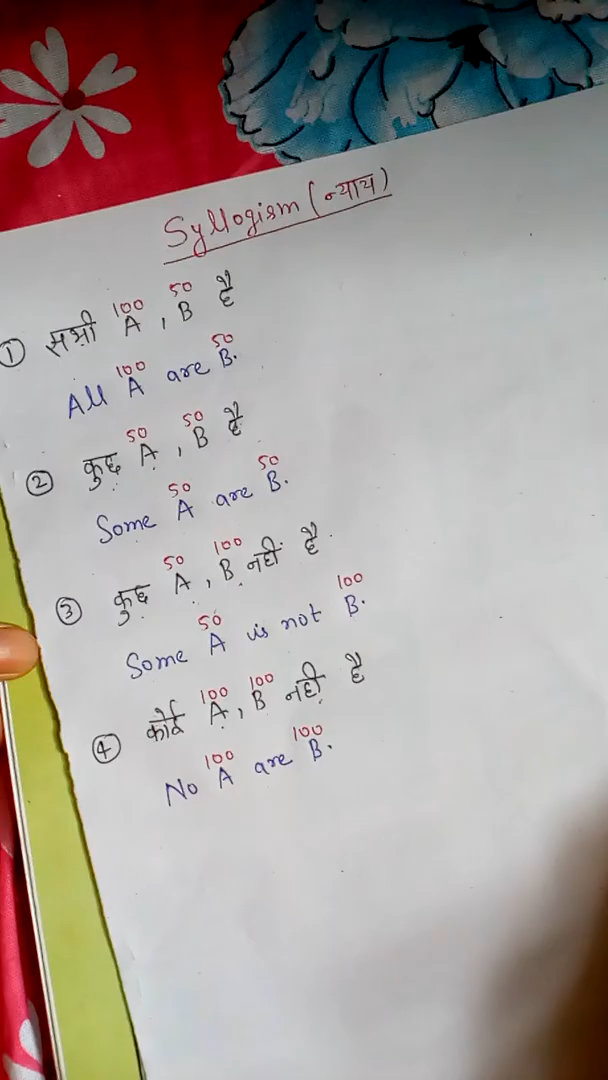 Syllogism (न्याय)
① सभी A 100, B 50 है
All A 100 are B 50.
② कुछ A 50, B 50 है
Some A 50 are B 50.
③ कुछ A 50, B 100 नहीं है.
Some A 50 is not B 100.
④ कोई A 100, B 100 नहीं है
No A 100 are B 100.